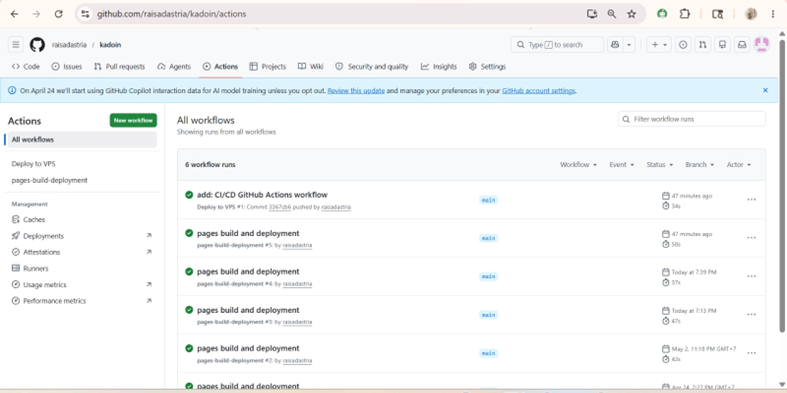 github.com/raisadastria/kadoin/actions
raisadastria / kadoin
Type / to search
Code Issues Pull requests Agents Actions Projects Wiki Security and quality Insights Settings
On April 24 we'll start using GitHub Copilot interaction data for AI model training unless you opt out. Review this update and manage your preferences in your GitHub account settings.
Actions
New workflow
All workflows
Deploy to VPS
pages-build-deployment
Management
Caches
Deployments
Attestations
Runners
Usage metrics
Performance metrics
All workflows
Showing runs from all workflows
Filter workflow runs
6 workflow runs
Workflow Event Status Branch Actor
add: CI/CD GitHub Actions workflow
Deploy to VPS #1: Commit 3367cb6 pushed by raisadastria
main
47 minutes ago
34s
pages build and deployment
pages-build-deployment #5: by raisadastria
main
47 minutes ago
58s
pages build and deployment
pages-build-deployment #4: by raisadastria
main
Today at 7:39 PM
37s
pages build and deployment
pages-build-deployment #3: by raisadastria
main
Today at 7:13 PM
47s
pages build and deployment
pages-build-deployment #2: by raisadastria
main
May 2, 11:18 PM GMT+7
42s
pages build and deployment